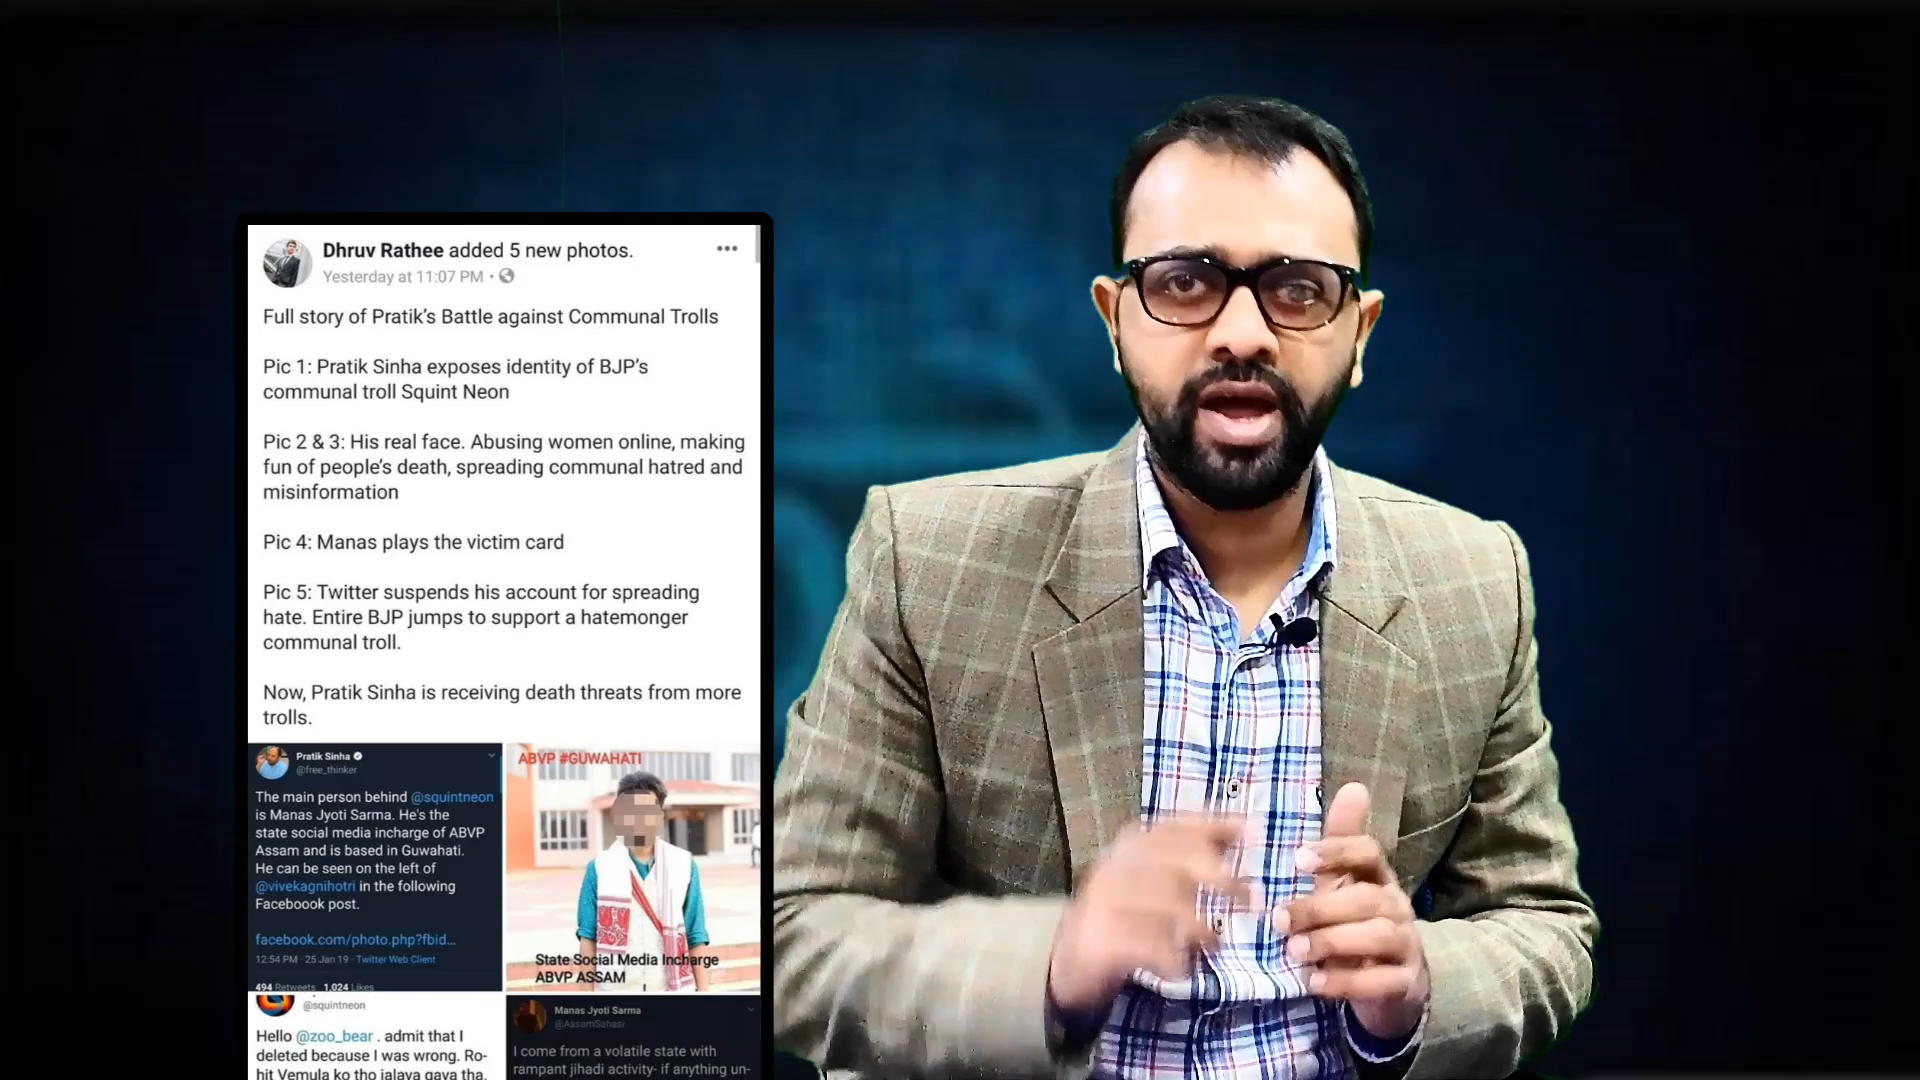 Dhruv Rathee added 5 new photos.
Yesterday at 11:07 PM •
Full story of Pratik's Battle against Communal Trolls
Pic 1: Pratik Sinha exposes identity of BJP's
communal troll Squint Neon
Pic 2 & 3: His real face. Abusing women online, making
fun of people's death, spreading communal hatred and
misinformation
Pic 4: Manas plays the victim card
Pic 5: Twitter suspends his account for spreading
hate. Entire BJP jumps to support a hatemonger
communal troll.
Now, Pratik Sinha is receiving death threats from more
trolls.
Pratik Sinha
@free_thinker
The main person behind @squintneon
is Manas Jyoti Sarma. He's the
state social media incharge of ABVP
Assam and is based in Guwahati.
He can be seen on the left of
@vivekagnihotri in the following
Faceboook post.
facebook.com/photo.php?fbid...
12:54 PM · 25 Jan 19 · Twitter Web Client
494 Retweets 1,024 Likes
ABVP #GUWAHATI
State Social Media Incharge
ABVP ASSAM
@squintneon
Hello @zoo_bear . admit that I
deleted because I was wrong. Ro-
hit Vemula ko tho jalaya gaya tha.
Manas Jyoti Sarma
@AssamSahasi
I come from a volatile state with
rampant jihadi activity- if anything un-